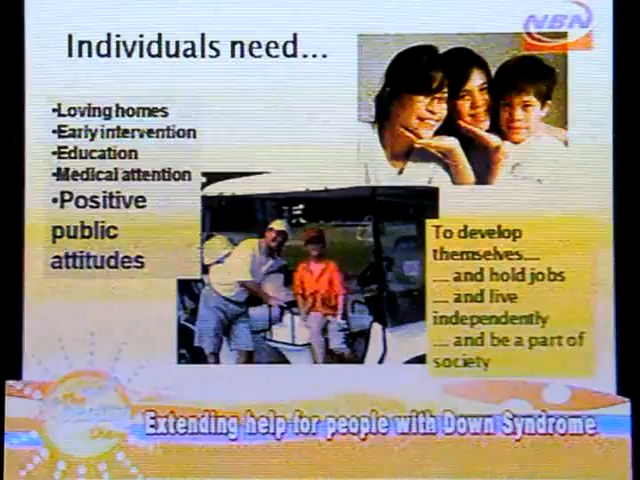 NBN
Individuals need...
•Loving homes
•Early intervention
•Education
•Medical attention
•Positive
public
attitudes
To develop
themselves....
.... and hold jobs
.... and live
independently
.... and be a part of
society
The
Extending help for people with Down Syndrome